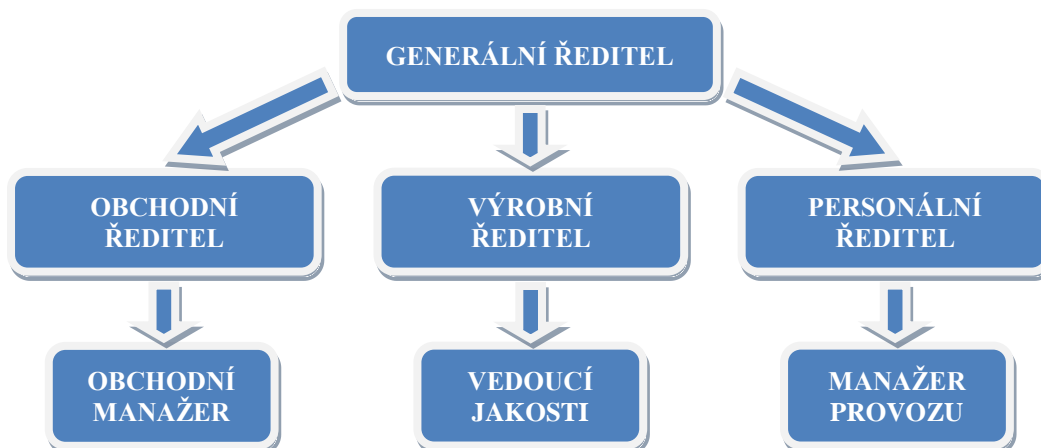 GENERÁLNÍ ŘEDITEL
OBCHODNÍ
ŘEDITEL
VÝROBNÍ
ŘEDITEL
PERSONÁLNÍ
ŘEDITEL
OBCHODNÍ
MANAŽER
VEDOUCÍ
JAKOSTI
MANAŽER
PROVOZU